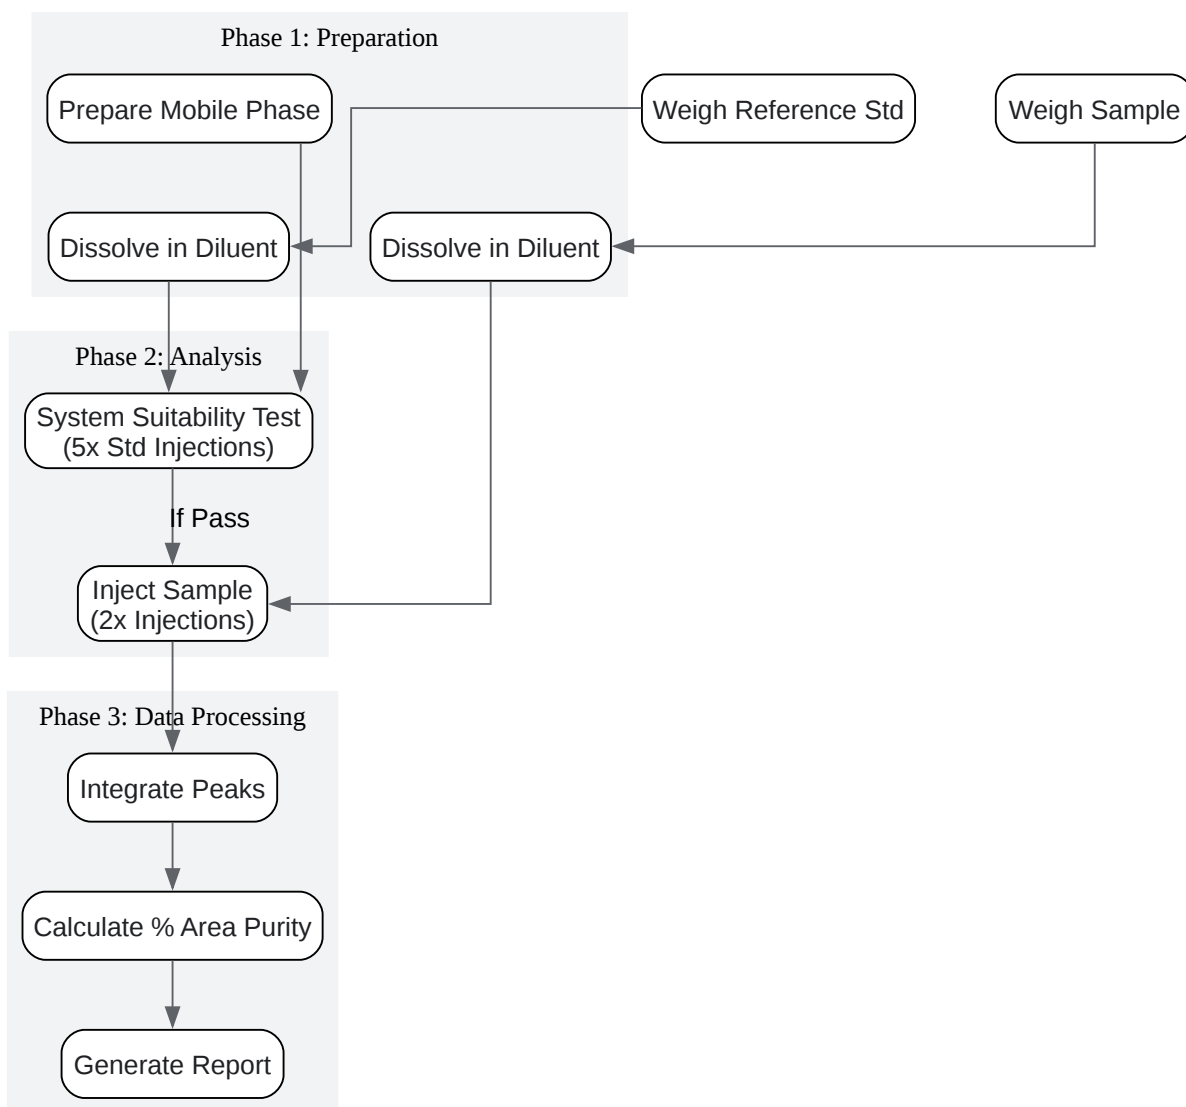 Phase 1: Preparation
Prepare Mobile Phase
Weigh Reference Std
Weigh Sample
Dissolve in Diluent
Dissolve in Diluent
Phase 2: Analysis
System Suitability Test
(5x Std Injections)
If Pass
Inject Sample
(2x Injections)
Phase 3: Data Processing
Integrate Peaks
Calculate % Area Purity
Generate Report